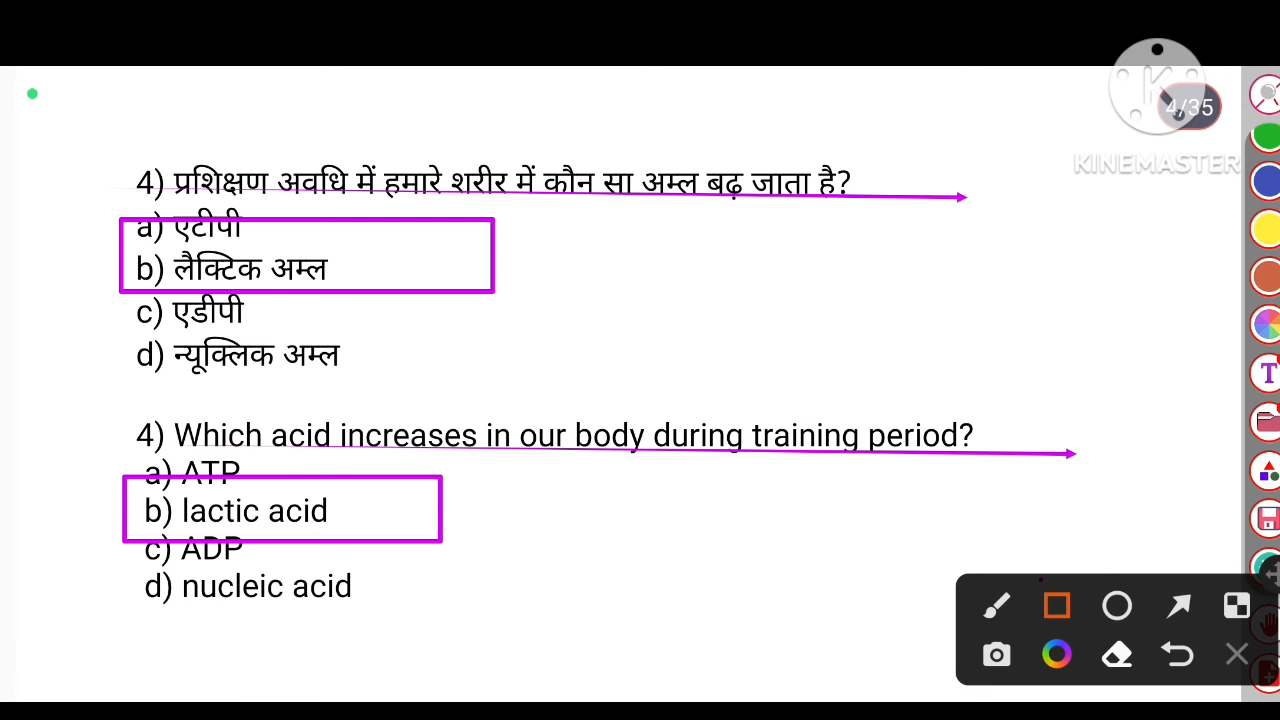 4/35
KINEMASTER
4) प्रशिक्षण अवधि में हमारे शरीर में कौन सा अम्ल बढ़ जाता है?
a) एटीपी
b) लैक्टिक अम्ल
c) एडीपी
d) न्यूक्लिक अम्ल
4) Which acid increases in our body during training period?
a) ATP
b) lactic acid
c) ADP
d) nucleic acid
T